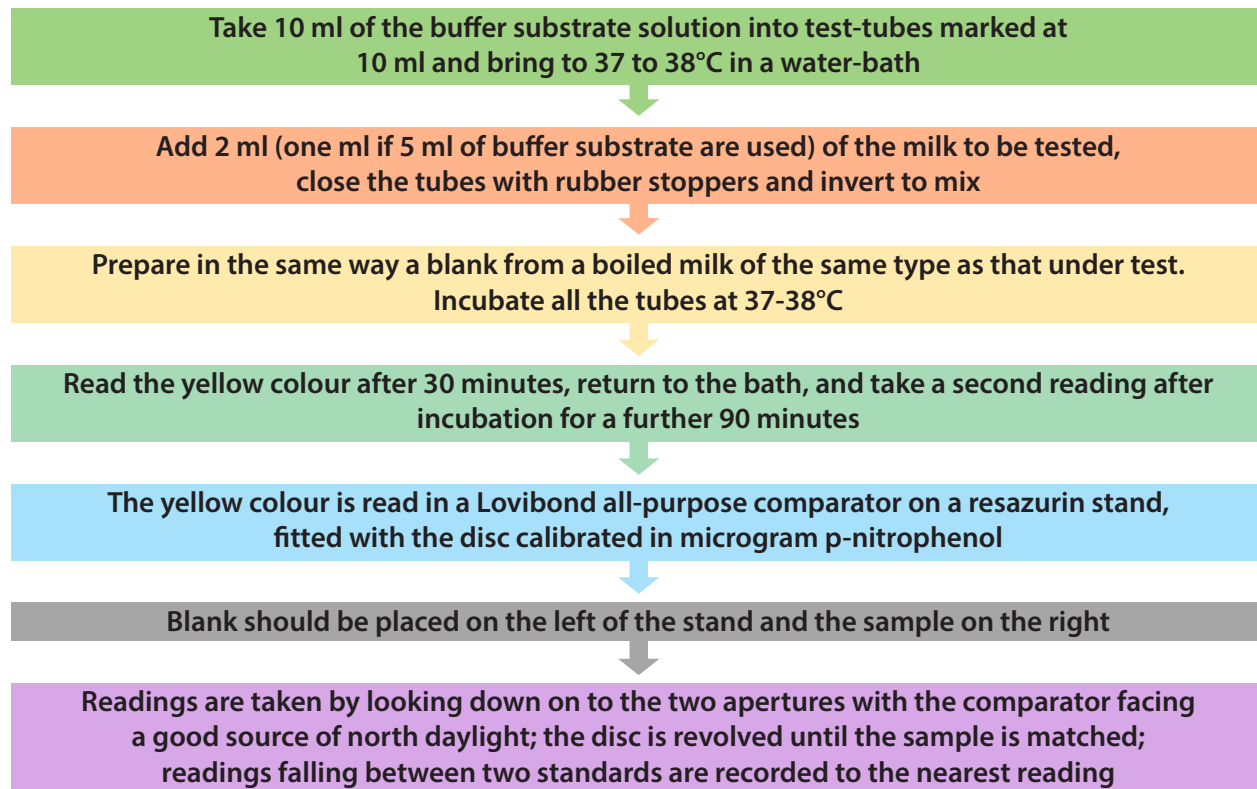 Take 10 ml of the buffer substrate solution into test-tubes marked at
10 ml and bring to 37 to 38°C in a water-bath
Add 2 ml (one ml if 5 ml of buffer substrate are used) of the milk to be tested,
close the tubes with rubber stoppers and invert to mix
Prepare in the same way a blank from a boiled milk of the same type as that under test.
Incubate all the tubes at 37-38°C
Read the yellow colour after 30 minutes, return to the bath, and take a second reading after
incubation for a further 90 minutes
The yellow colour is read in a Lovibond all-purpose comparator on a resazurin stand,
fitted with the disc calibrated in microgram p-nitrophenol
Blank should be placed on the left of the stand and the sample on the right
Readings are taken by looking down on to the two apertures with the comparator facing
a good source of north daylight; the disc is revolved until the sample is matched;
readings falling between two standards are recorded to the nearest reading